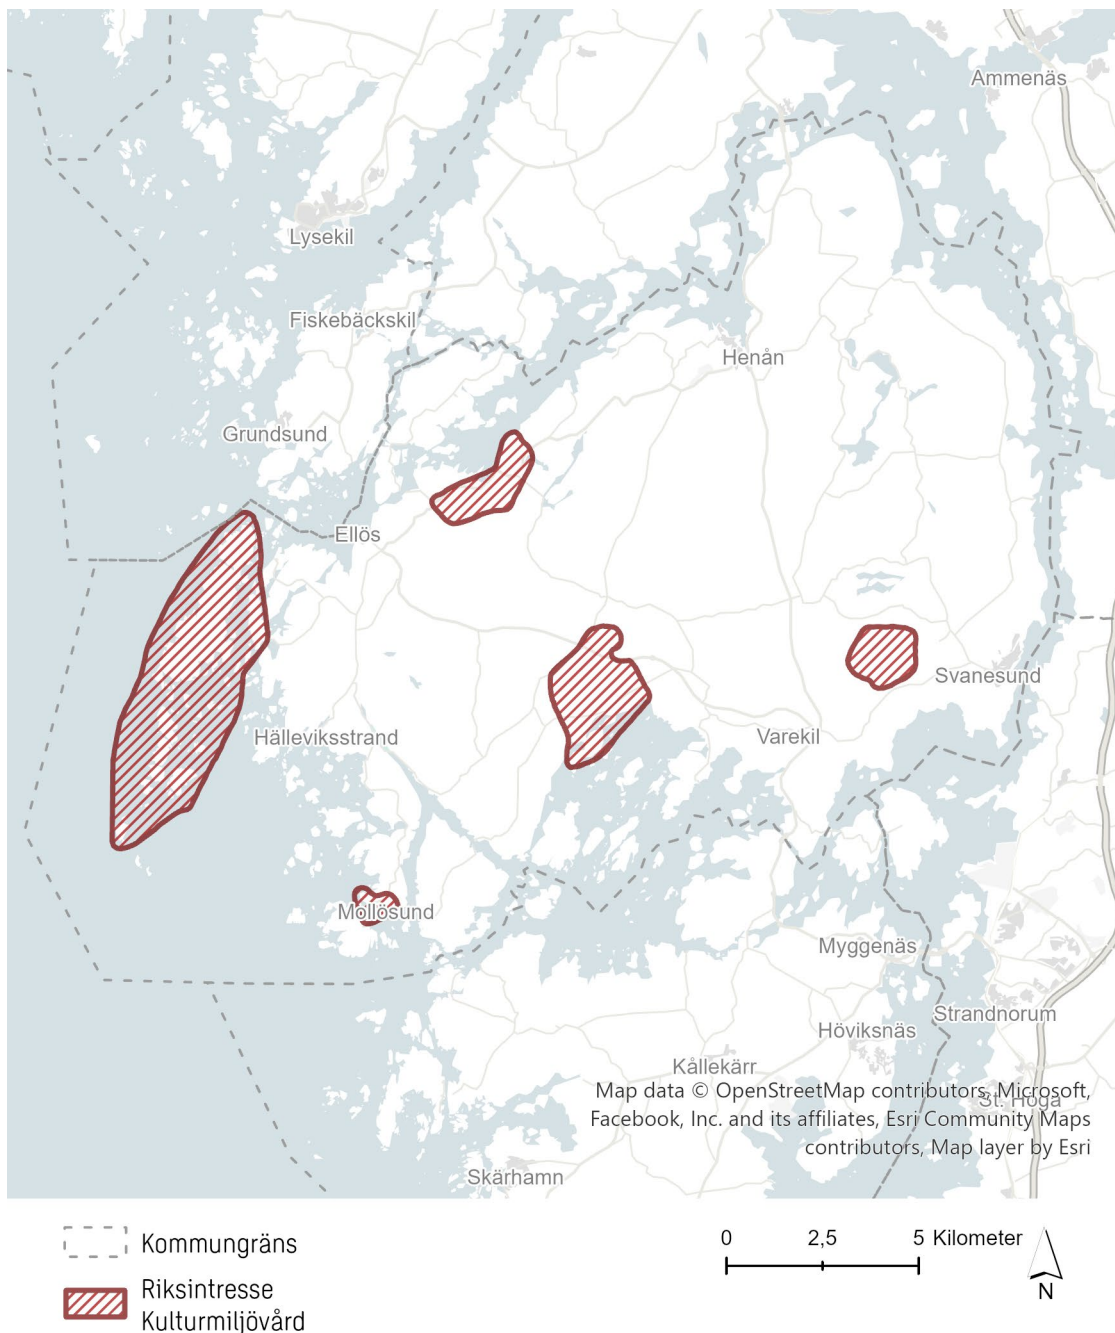 Ammenäs
Lysekil
Fiskebäckskil
Henån
Grundsund
Ellös
Svanesund
Hälleviksstrand
Varekil
Mollösund
Myggenäs
Strandnorum
Höviksnäs
Kållekärr
St. Höga
Map data © OpenStreetMap contributors, Microsoft,
Facebook, Inc. and its affiliates, Esri Community Maps
contributors, Map layer by Esri
Skärhamn
Kommungräns
Riksintresse
Kulturmiljövård
0 2,5 5 Kilometer
N